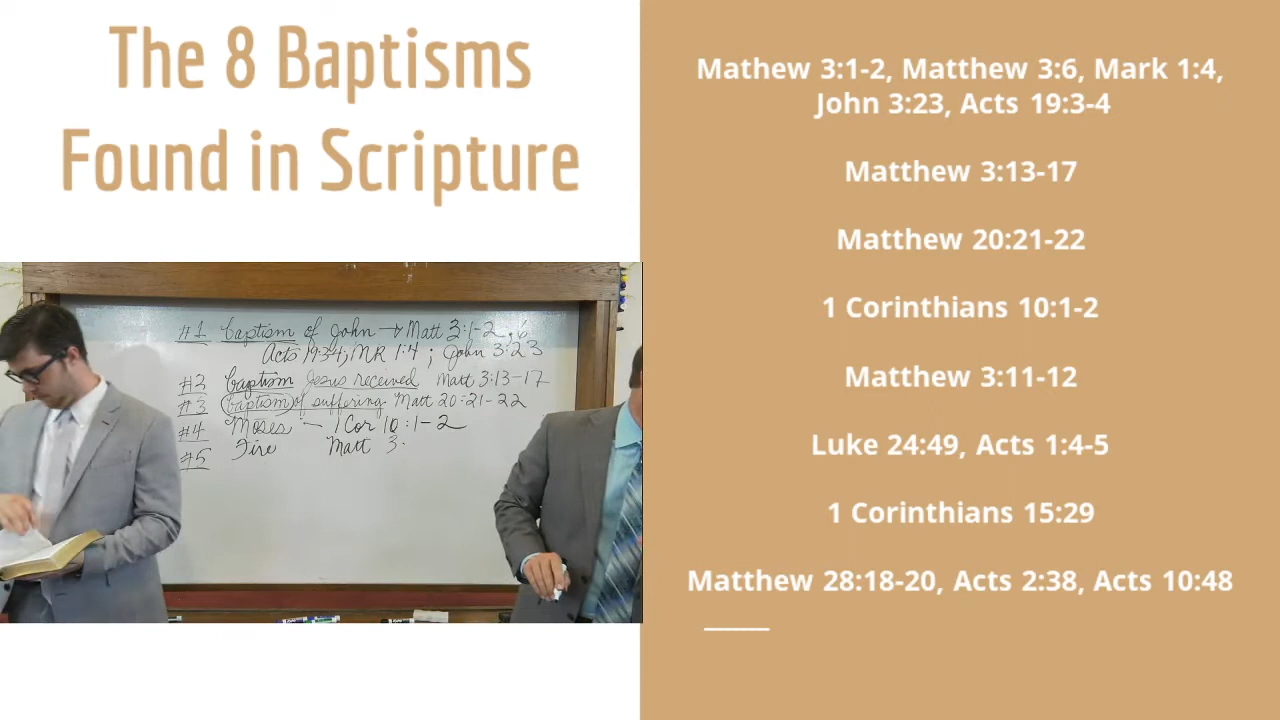 The 8 Baptisms
Found in Scripture
#1 baptism of John → Matt 3:1-2, 6
Acts 19:3-4, MR 1:4 ; John 3:23
#2 baptism Jesus received Matt 3:13-17
#3 baptism of suffering Matt 20:21-22
#4 Moses — 1 Cor 10:1-2
#5 Fire Matt 3:
Mathew 3:1-2, Matthew 3:6, Mark 1:4,
John 3:23, Acts 19:3-4
Matthew 3:13-17
Matthew 20:21-22
1 Corinthians 10:1-2
Matthew 3:11-12
Luke 24:49, Acts 1:4-5
1 Corinthians 15:29
Matthew 28:18-20, Acts 2:38, Acts 10:48